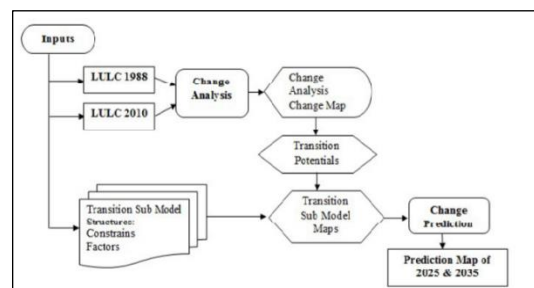 Inputs
LULC 1988
LULC 2010
Change
Analysis
Change
Analysis
Change Map
Transition
Potentials
Transition Sub Model
Structures:
Constrains
Factors
Transition
Sub Model
Maps
Change
Prediction
Prediction Map of
2025 & 2035